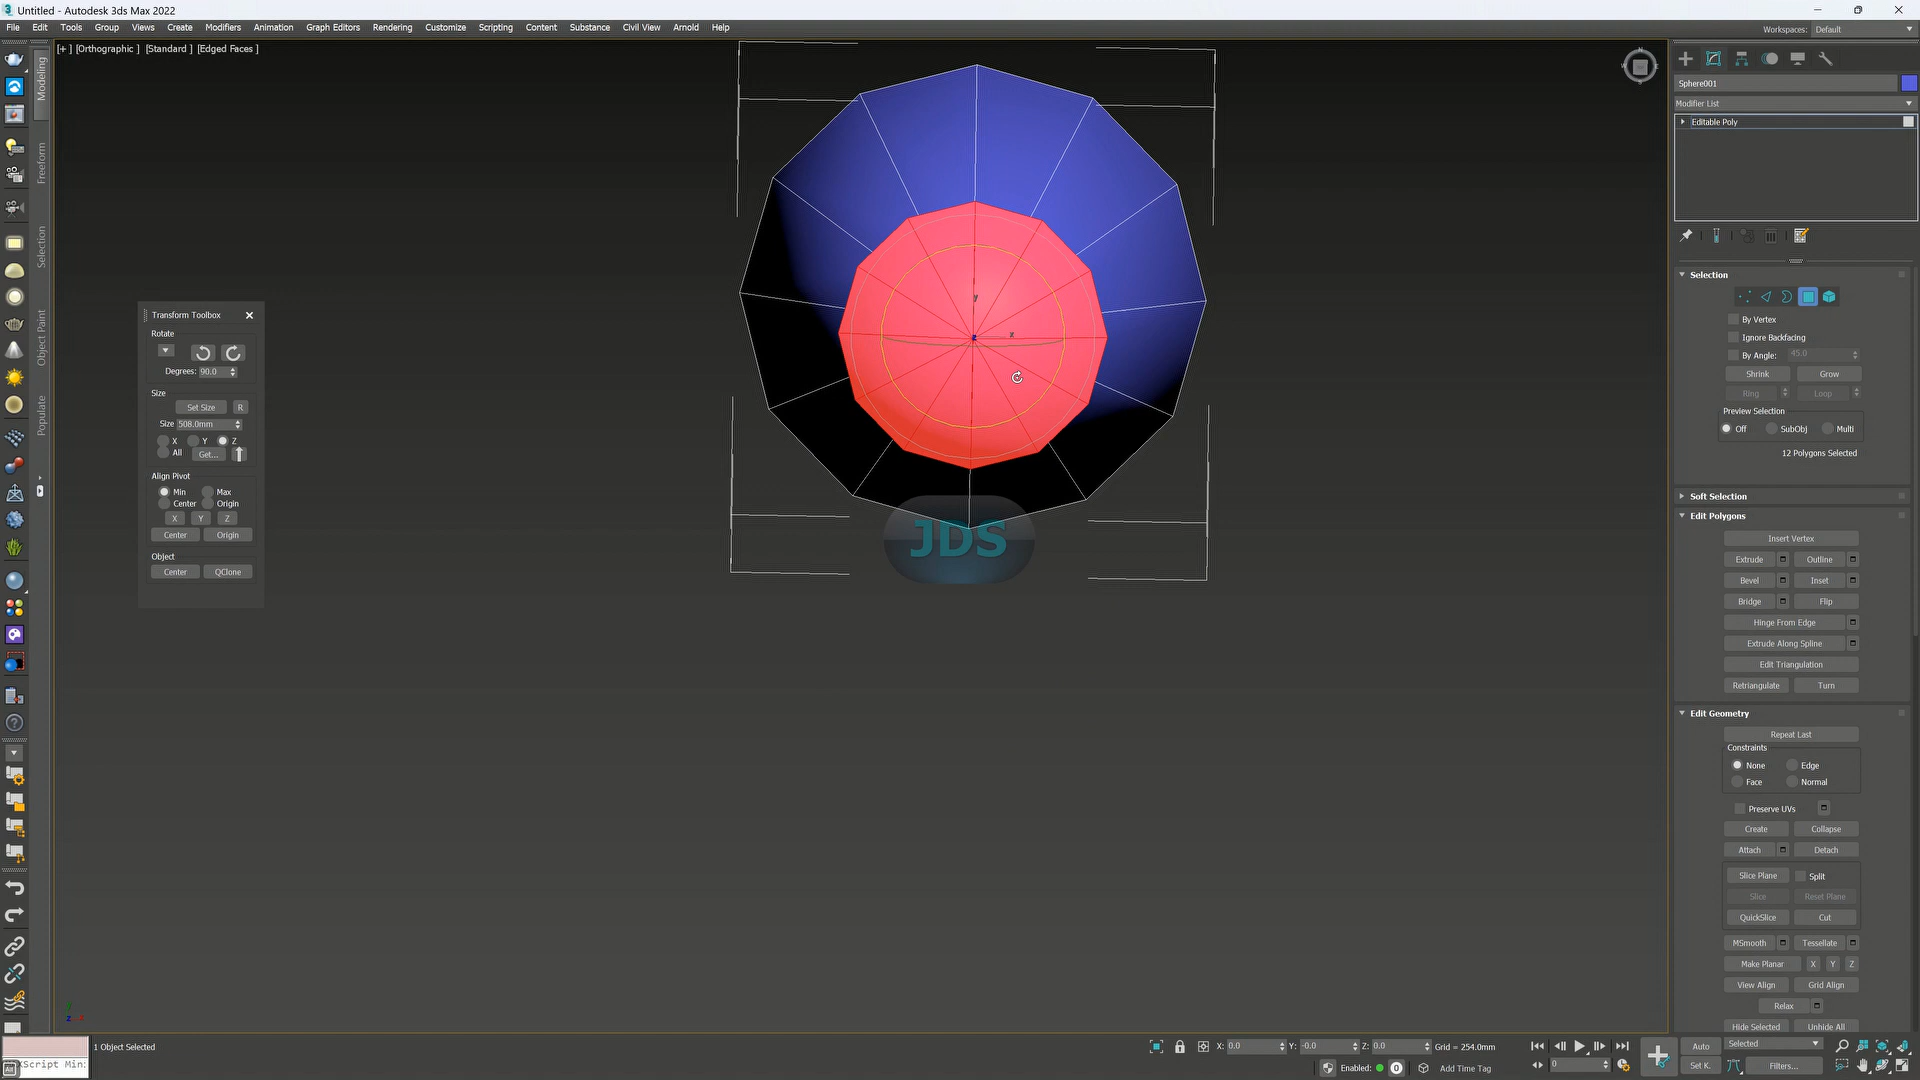 Untitled - Autodesk 3ds Max 2022
File Edit Tools Group Views Create Modifiers Animation Graph Editors Rendering Customize Scripting Content Substance Civil View Arnold Help
Workspaces: Default
[+ ] [Orthographic ] [Standard ] [Edged Faces ]
Modeling
Freeform
Selection
Object Paint
Populate
Sphere001
Modifier List
Editable Poly
Transform Toolbox
Rotate
Degrees: 90.0
Size
Set Size R
Size 508.0mm
X Y Z
All Get...
Align Pivot
Min Max
Center Origin
X Y Z
Center Origin
Object
Center QClone
y
x
JDS
Selection
By Vertex
Ignore Backfacing
By Angle: 45.0
Shrink Grow
Ring Loop
Preview Selection
Off SubObj Multi
12 Polygons Selected
Soft Selection
Edit Polygons
Insert Vertex
Extrude Outline
Bevel Inset
Bridge Flip
Hinge From Edge
Extrude Along Spline
Edit Triangulation
Retriangulate Turn
Edit Geometry
Repeat Last
Constraints
None Edge
Face Normal
Preserve UVs
Create Collapse
Attach Detach
Slice Plane Split
Slice Reset Plane
QuickSlice Cut
MSmooth Tessellate
Make Planar X Y Z
View Align Grid Align
Relax
Hide Selected Unhide All
1 Object Selected
X: 0.0 Y: -0.0 Z: 0.0 Grid = 254.0mm
Auto Selected
XScript Min:
Enabled: 0 Add Time Tag
0
Set K. Filters...